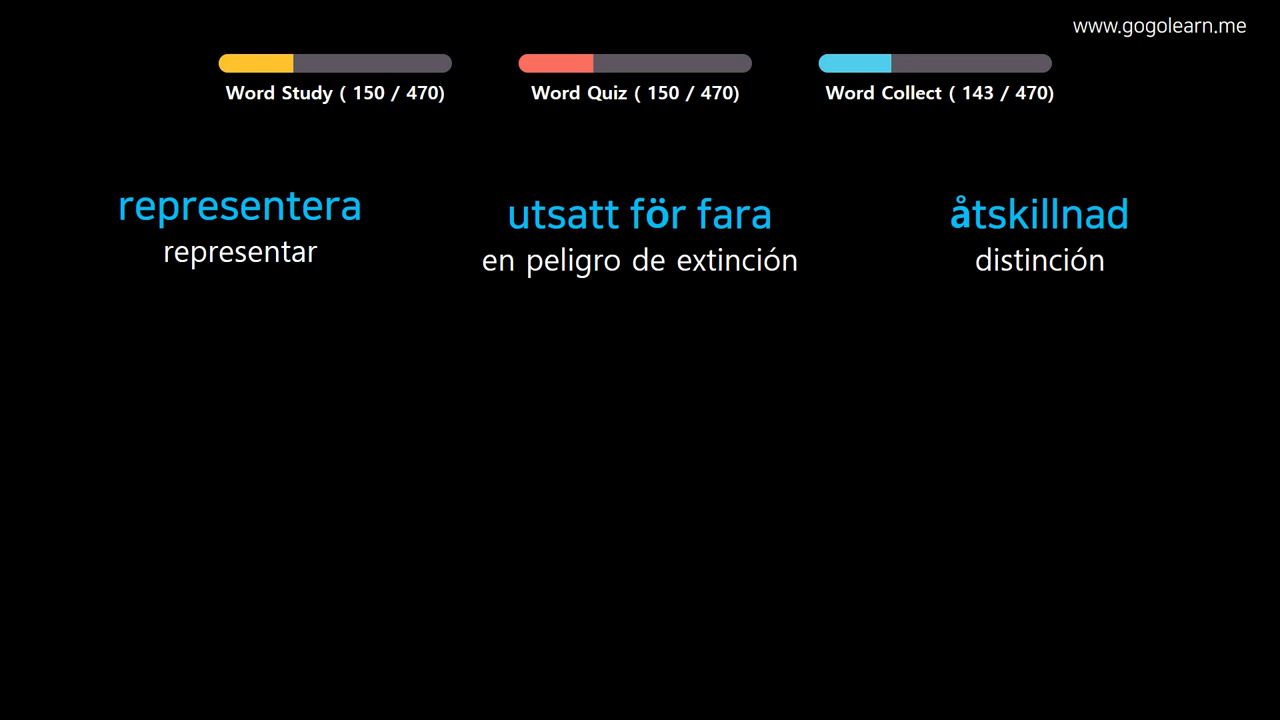 www.gogolearn.me
Word Study ( 150 / 470)
Word Quiz ( 150 / 470)
Word Collect ( 143 / 470)
representera
representar
utsatt för fara
en peligro de extinción
åtskillnad
distinción